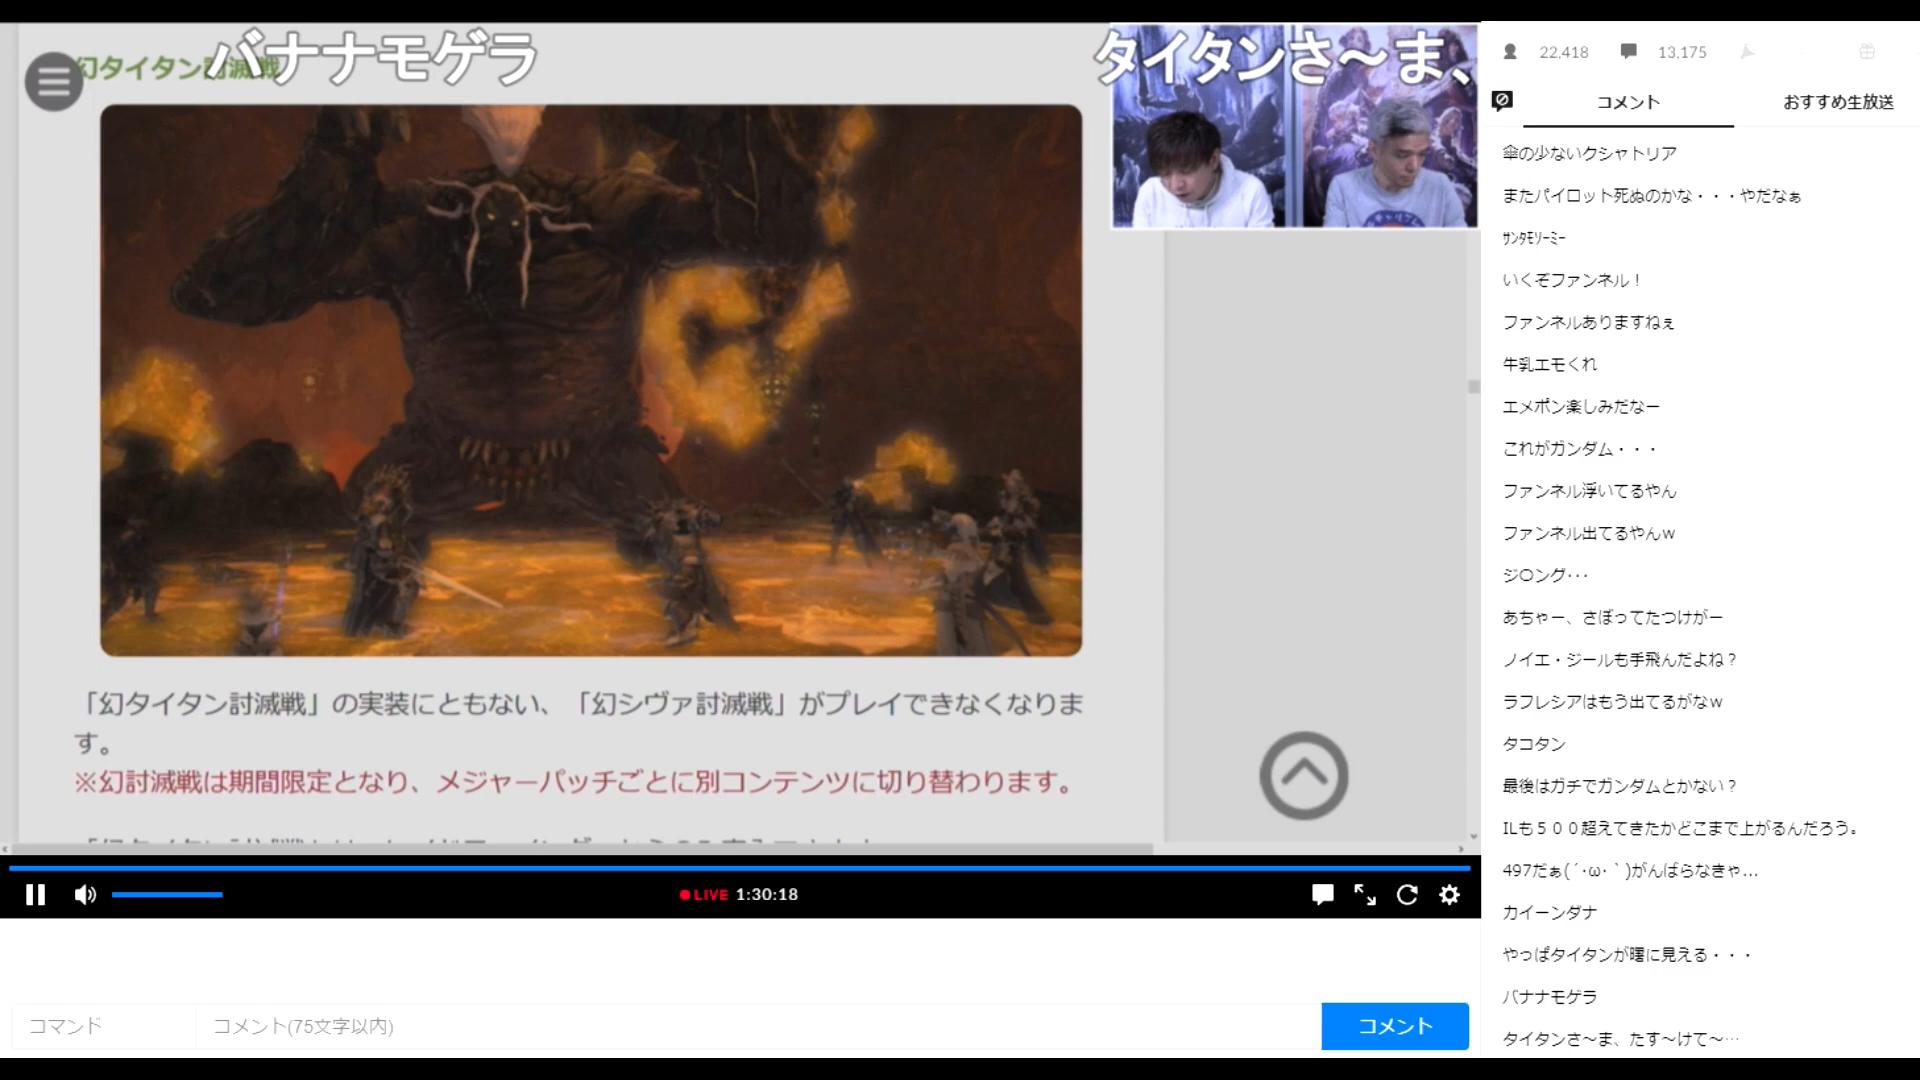 幻タイタン討滅戦
バナナモゲラ
タイタンさ～ま、
「幻タイタン討滅戦」の実装にともない、「幻シヴァ討滅戦」がプレイできなくなりま
す。
※幻討滅戦は期間限定となり、メジャーパッチごとに別コンテンツに切り替わります。
LIVE 1:30:18
コマンド
コメント(75文字以内)
コメント
22,418 13,175
コメント おすすめ生放送
傘の少ないクシャトリア
またパイロット死ぬのかな・・・やだなぁ
ｻﾝﾀﾓﾘｰﾐｰ
いくぞファンネル！
ファンネルありますねぇ
牛乳エモくれ
エメポン楽しみだなー
これがガンダム・・・
ファンネル浮いてるやん
ファンネル出てるやんｗ
ジ〇ング･･･
あちゃー、さぼってたつけがー
ノイエ・ジールも手飛んだよね？
ラフレシアはもう出てるがなｗ
タコタン
最後はガチでガンダムとかない？
ILも５００超えてきたかどこまで上がるんだろう。
497だぁ(´･ω･｀)がんばらなきゃ…
カイーンダナ
やっぱタイタンが曙に見える・・・
バナナモゲラ
タイタンさ～ま、たす～けて～…